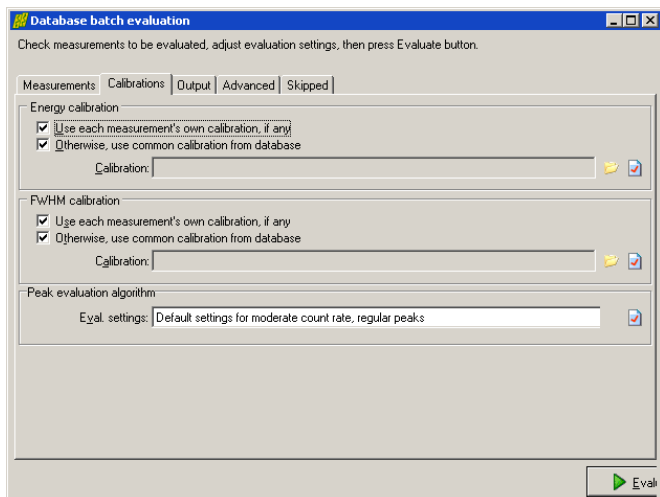 Database batch evaluation
Check measurements to be evaluated, adjust evaluation settings, then press Evaluate button.
Measurements Calibrations Output Advanced Skipped
Energy calibration
Use each measurement's own calibration, if any
Otherwise, use common calibration from database
Calibration:
FWHM calibration
Use each measurement's own calibration, if any
Otherwise, use common calibration from database
Calibration:
Peak evaluation algorithm
Eval. settings: Default settings for moderate count rate, regular peaks